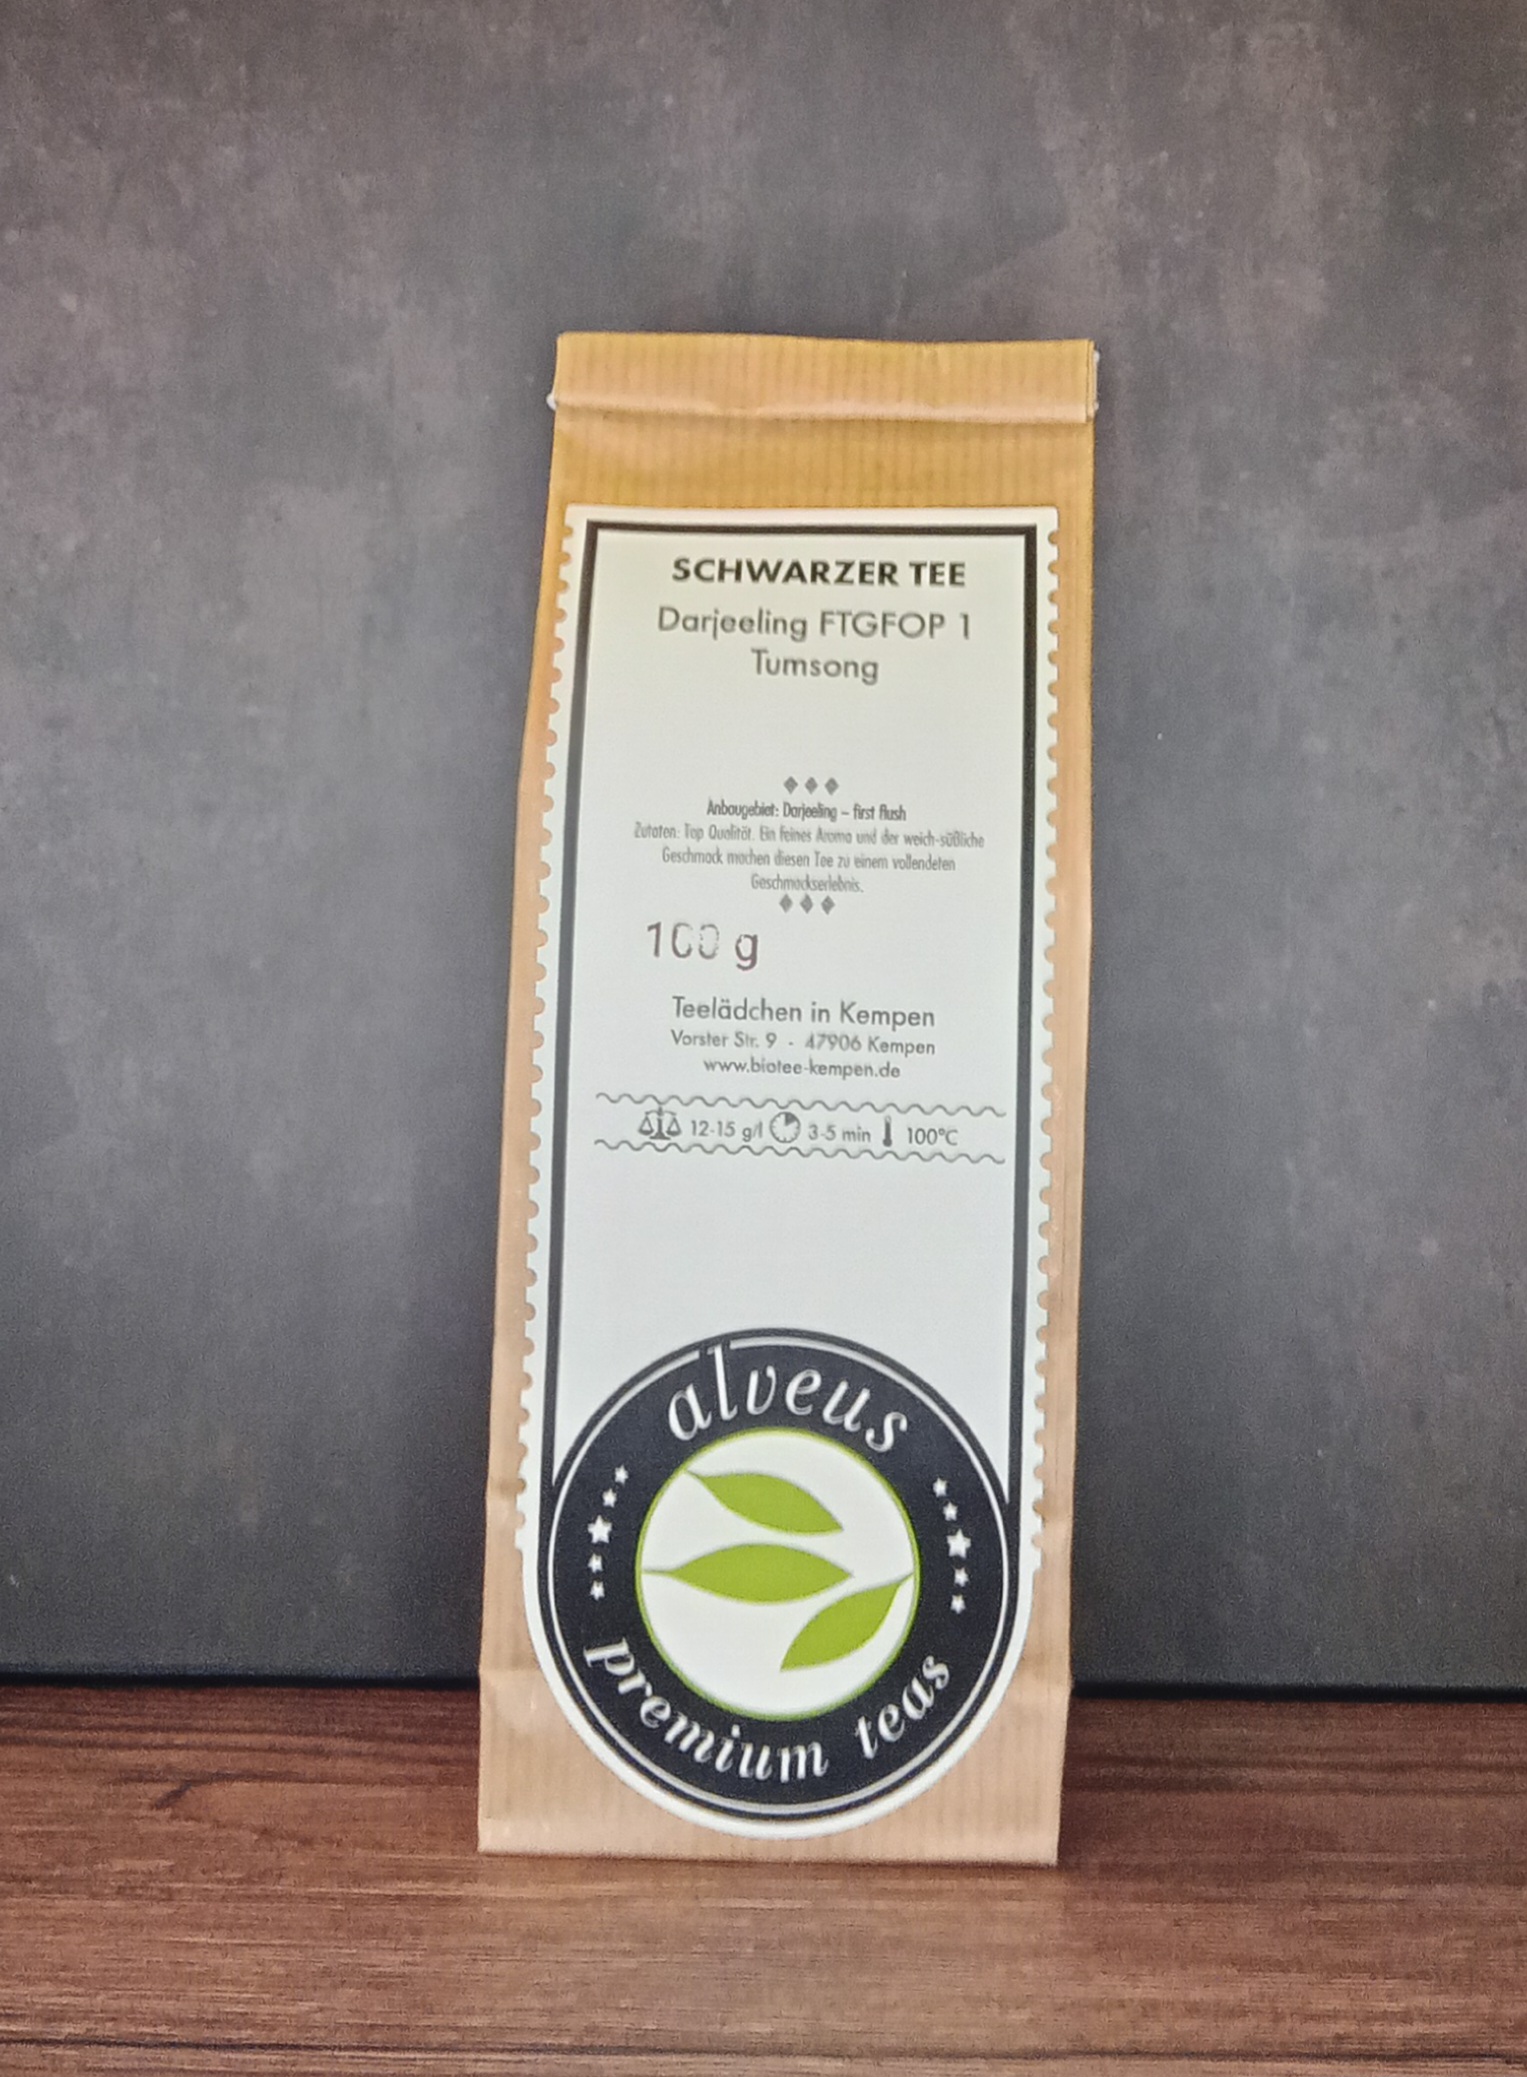 SCHWARZER TEE
Darjeeling FTGFOP 1
Tumsong
Anbaugebiet: Darjeeling – first flush
Zutaten: Top Qualität. Ein feines Aroma und der weich-süßliche
Geschmack machen diesen Tee zu einem vollendeten
Geschmackserlebnis.
100 g
Teelädchen in Kempen
Vorster Str. 9 - 47906 Kempen
www.biotee-kempen.de
12-15 g/l 3-5 min 100°C
alveus
premium teas